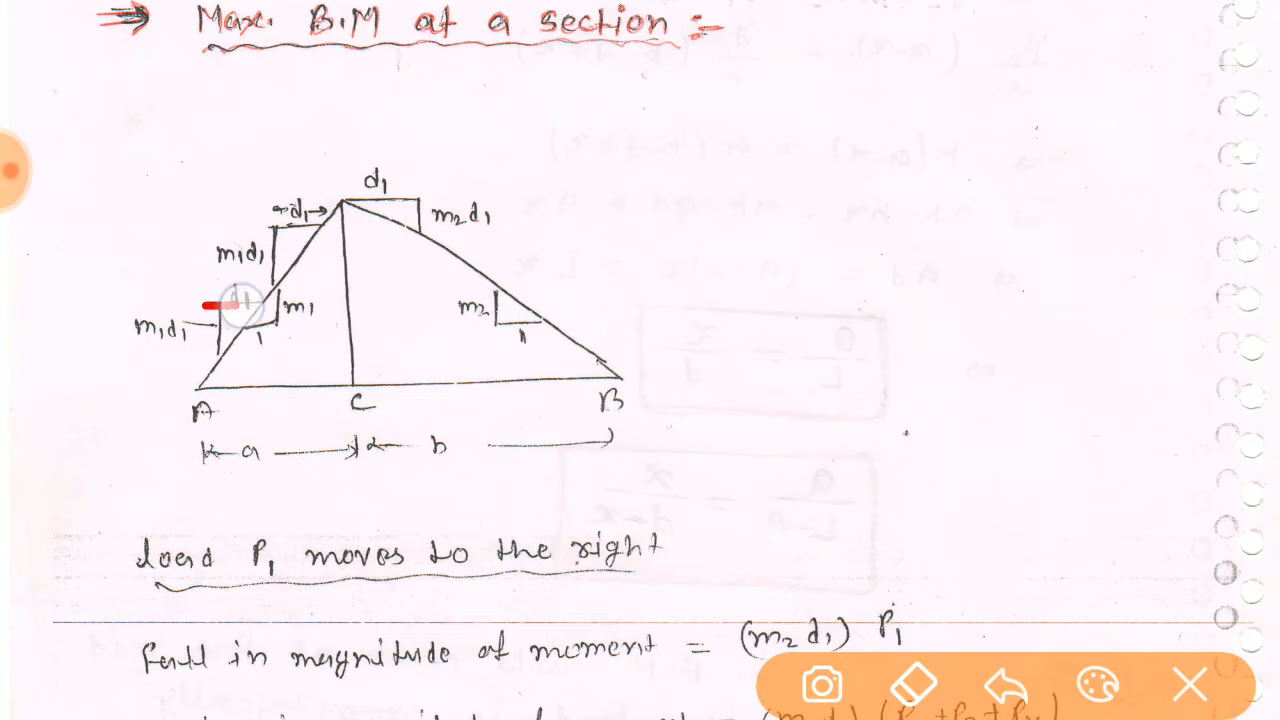 ⇒ Max. B.M at a section :-
d₁
d₁
m₂d₁
m₁d₁
d₁
m₁
m₂
m₁d₁
1
1
A
C
B
a
b
load P₁ moves to the right
Fall in magnitude of moment = (m₂ d₁) P₁